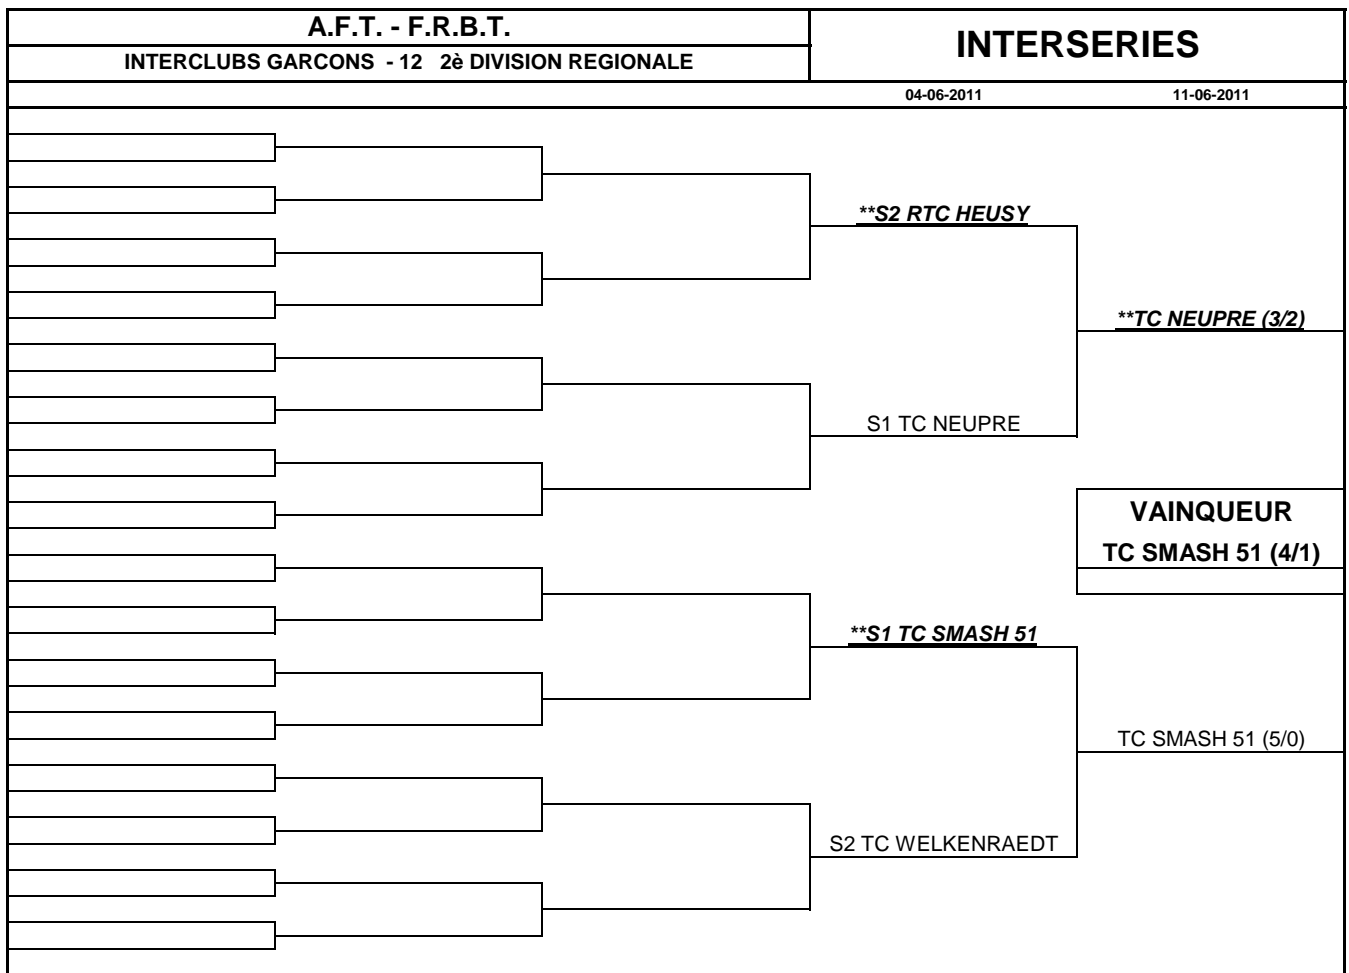 A.F.T. - F.R.B.T.
INTERCLUBS GARCONS - 12 2è DIVISION REGIONALE
INTERSERIES
04-06-2011 11-06-2011
**S2 RTC HEUSY
**TC NEUPRE (3/2)
S1 TC NEUPRE
VAINQUEUR
TC SMASH 51 (4/1)
**S1 TC SMASH 51
TC SMASH 51 (5/0)
S2 TC WELKENRAEDT